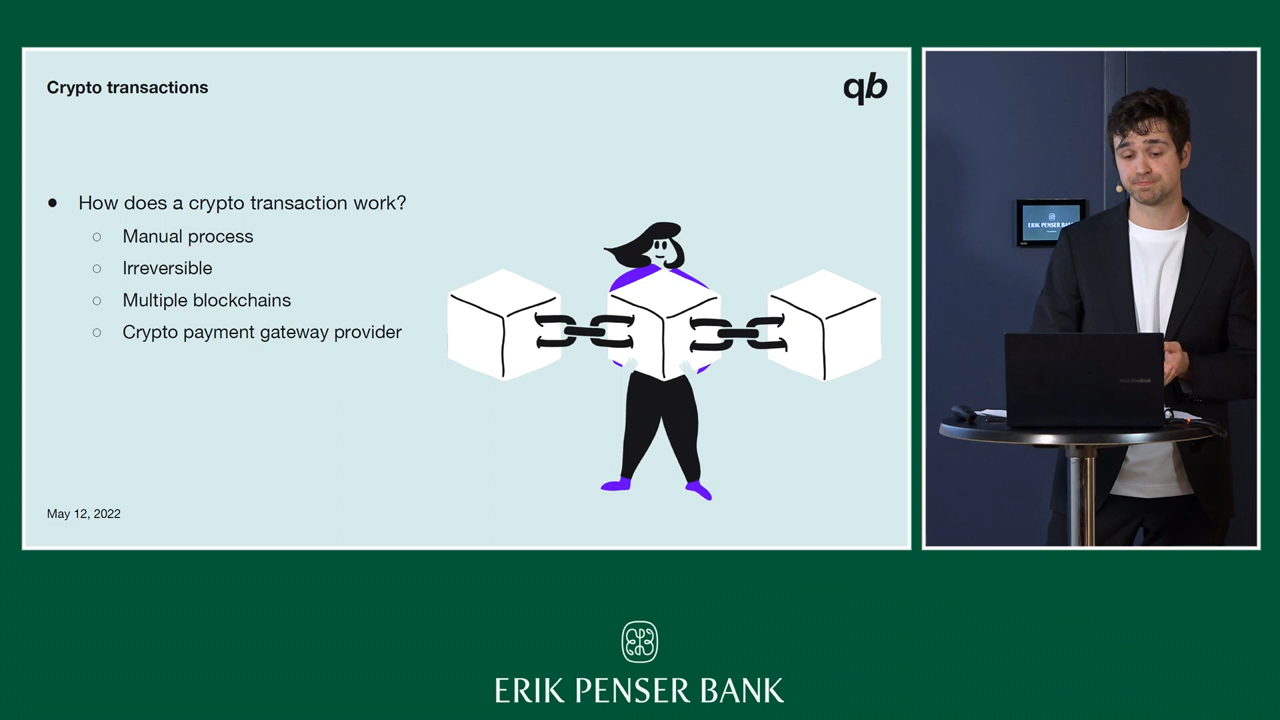 Crypto transactions
qb
● How does a crypto transaction work?
○ Manual process
○ Irreversible
○ Multiple blockchains
○ Crypto payment gateway provider
May 12, 2022
ERIK PENSER BANK
ERIK PENSER BANK